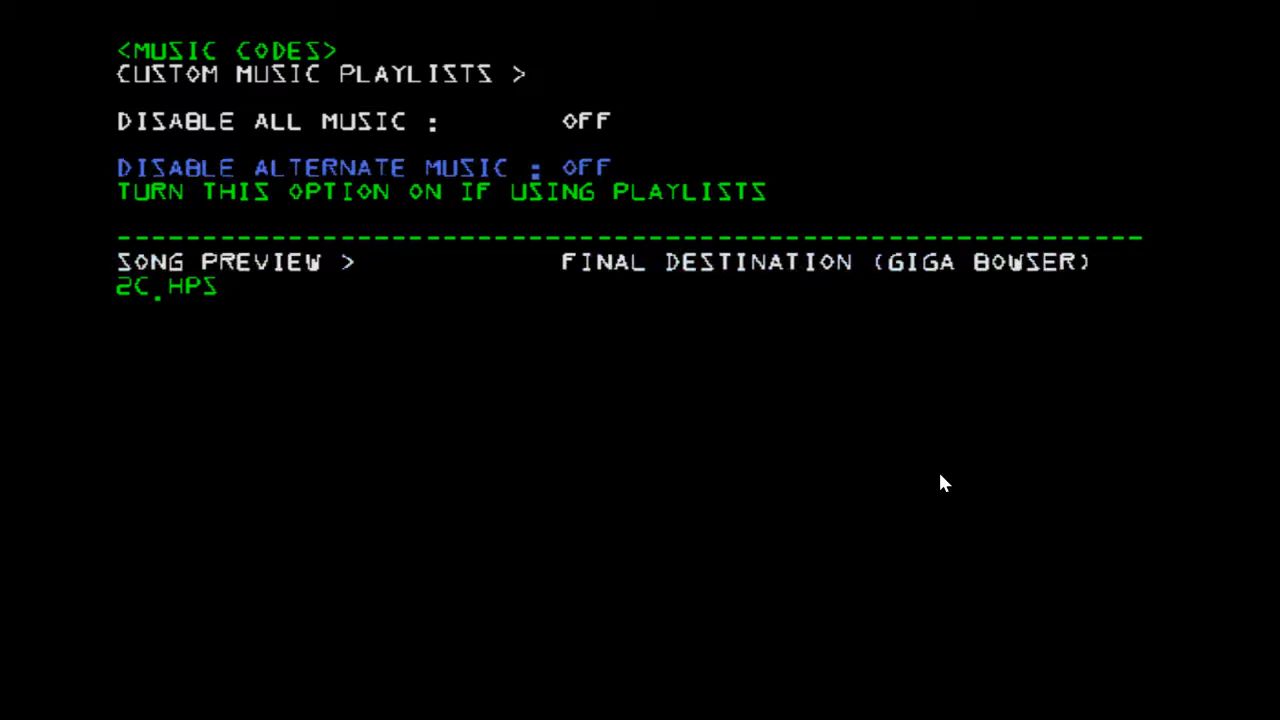 <MUSIC CODES>
CUSTOM MUSIC PLAYLISTS >
DISABLE ALL MUSIC : OFF
DISABLE ALTERNATE MUSIC : OFF
TURN THIS OPTION ON IF USING PLAYLISTS
------------------------------------------------------------
SONG PREVIEW > FINAL DESTINATION (GIGA BOWSER)
2C.HPS